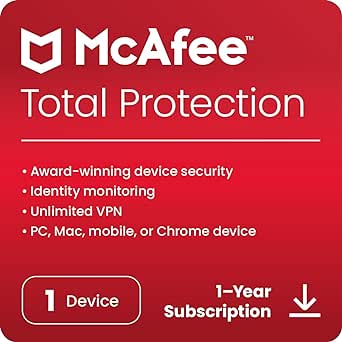 McAfee™
Total Protection
• Award-winning device security
• Identity monitoring
• Unlimited VPN
• PC, Mac, mobile, or Chrome device
1 Device
1–Year
Subscription